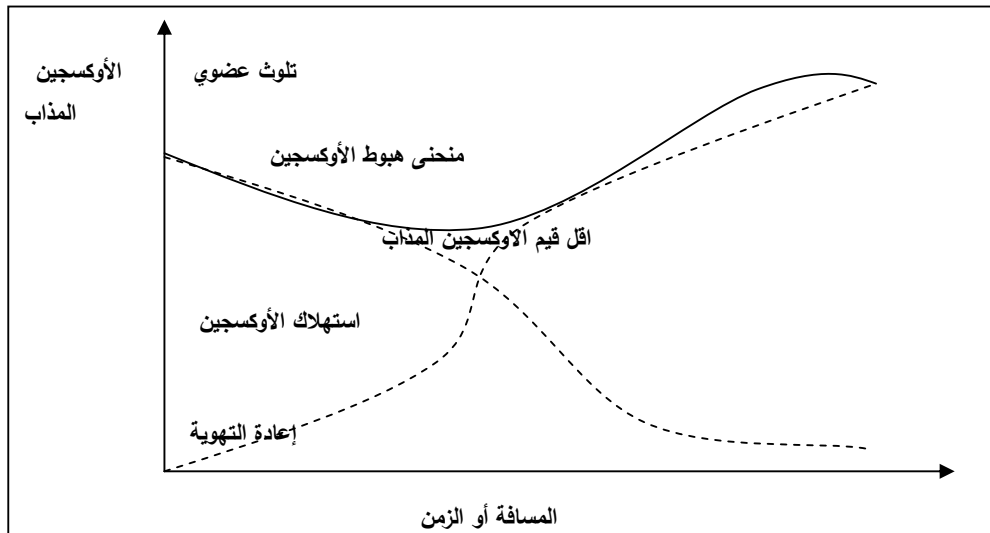 الأوكسجين
المذاب
تلوث عضوي
منحنى هبوط الأوكسجين
اقل قيم الاوكسجين المذاب
استهلاك الأوكسجين
إعادة التهوية
المسافة أو الزمن